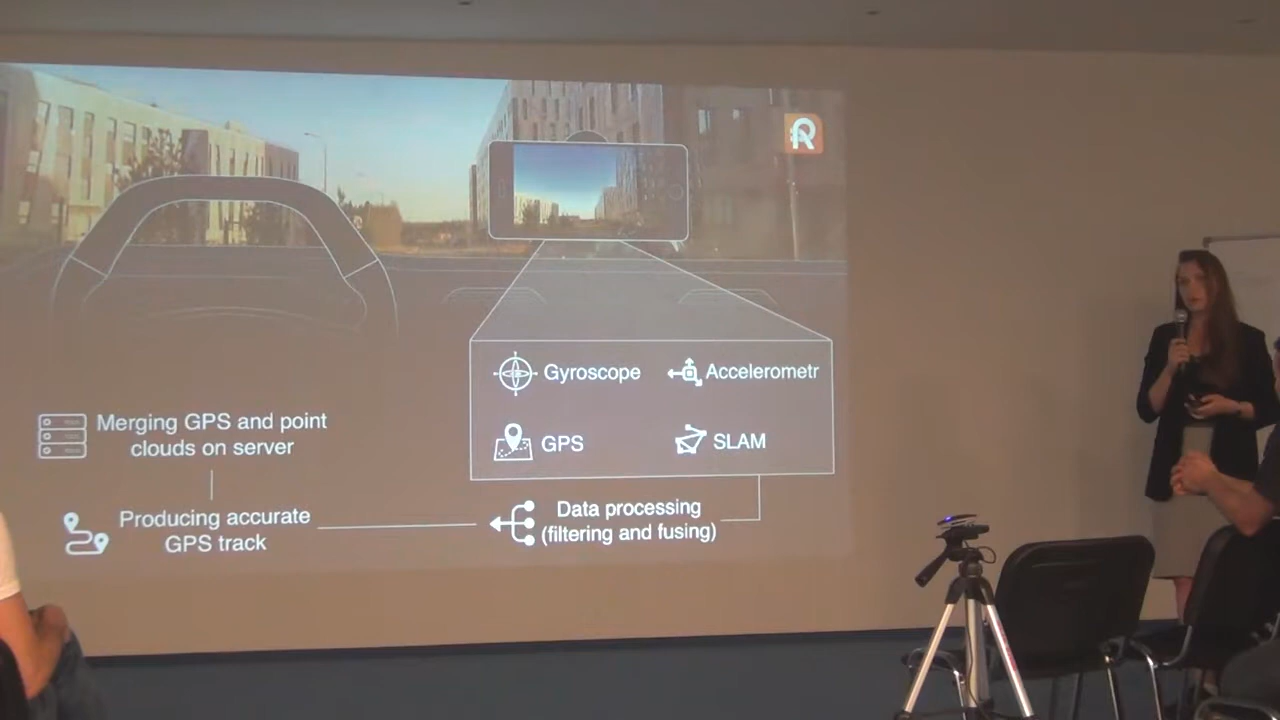 R
Gyroscope
Accelerometr
GPS
SLAM
Merging GPS and point
clouds on server
Data processing
(filtering and fusing)
Producing accurate
GPS track